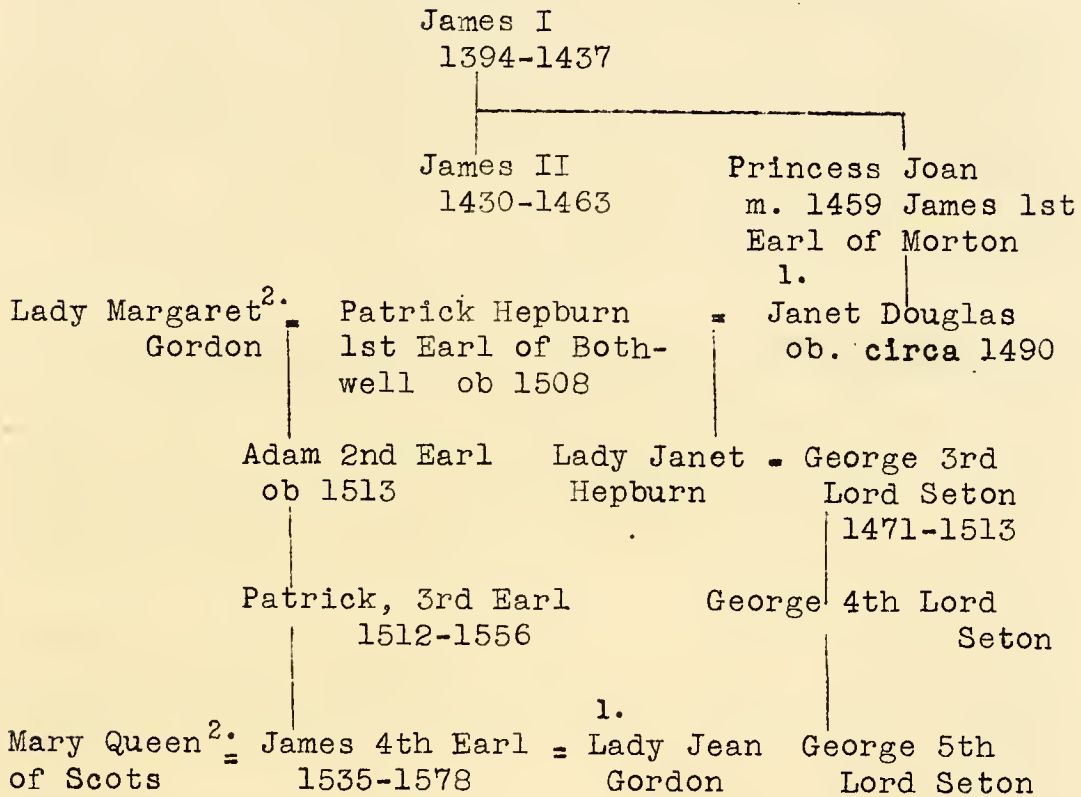 James I
1394-1437
James II
1430-1463
Princess Joan
m. 1459 James 1st
Earl of Morton
Lady Margaret 2.
Gordon
=
Patrick Hepburn
1st Earl of Both-
well ob 1508
=
1.
Janet Douglas
ob. circa 1490
Adam 2nd Earl
ob 1513
Lady Janet = George 3rd
Hepburn Lord Seton
1471-1513
Patrick, 3rd Earl
1512-1556
George 4th Lord
Seton
Mary Queen 2.
of Scots
=
James 4th Earl
1535-1578
=
1.
Lady Jean
Gordon
George 5th
Lord Seton